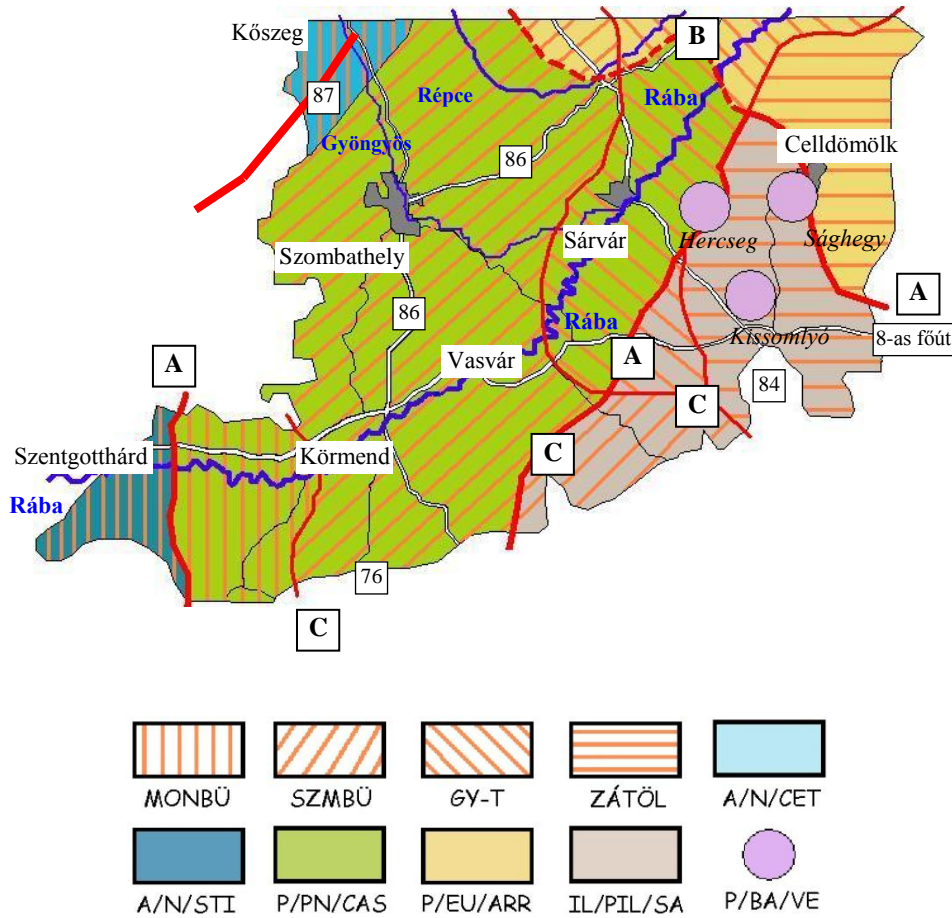 Kőszeg
B
87
Répce
Rába
Gyöngyös
86
Celldömölk
Sárvár
Hercseg
Sághegy
Szombathely
A
86
Rába
Kissomlyó
8-as főút
A
Vasvár
A
84
C
Szentgotthárd
Körmend
C
Rába
76
C
MONBÜ
SZMBÜ
GY-T
ZÁTÖL
A/N/CET
A/N/STI
P/PN/CAS
P/EU/ARR
IL/PIL/SA
P/BA/VE